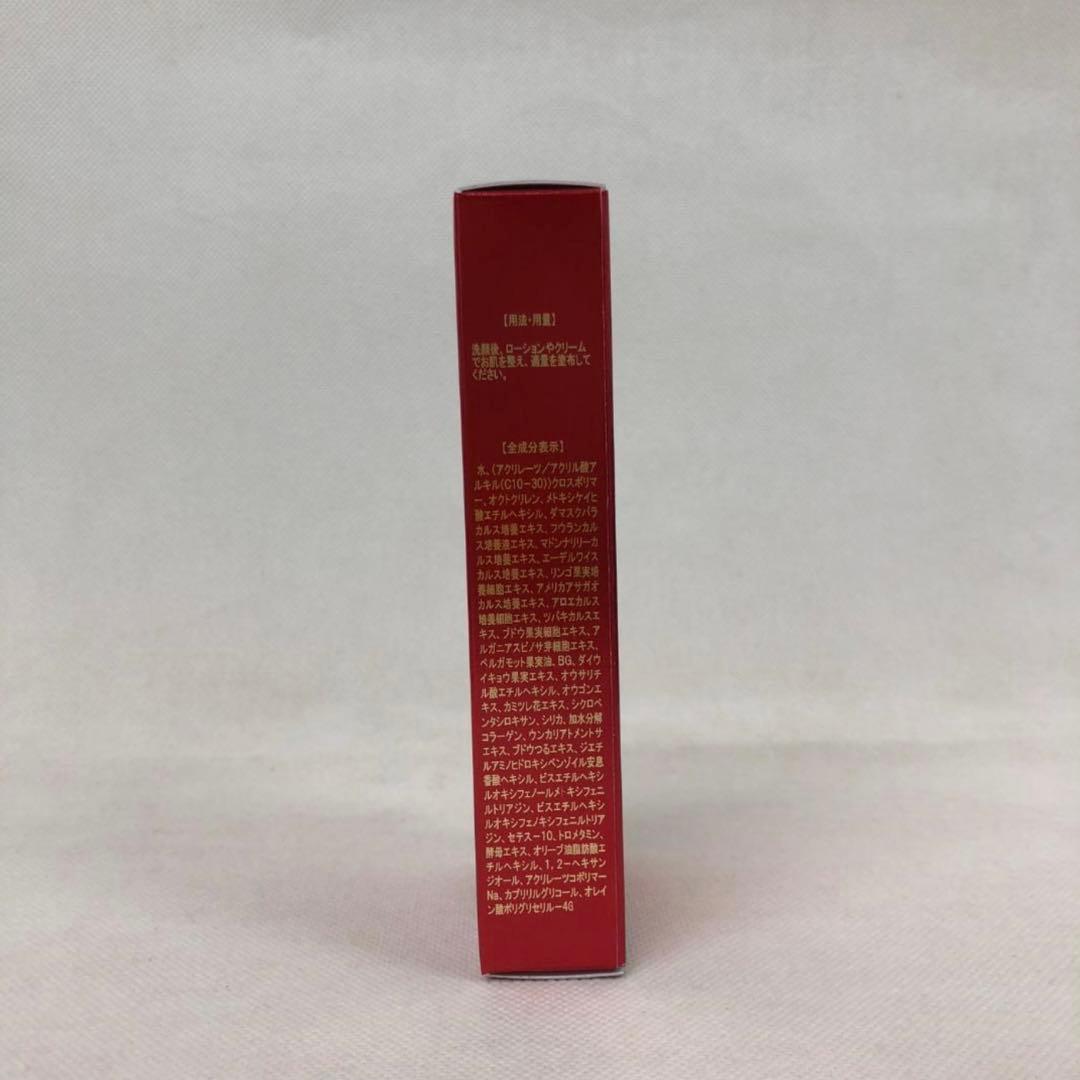 【用法・用量】
洗顔後、ローションやクリーム
でお肌を整え、適量を塗布して
ください。
【全成分表示】
水、(アクリレーツ/アクリル酸ア
ルキル(C10-30))クロスポリマ
ー、オクトクリレン、メトキシケイヒ
酸エチルヘキシル、ダマスクバラ
カルス培養エキス、フウランカル
ス培養液エキス、マドンナリリーカ
ルス培養エキス、エーデルワイス
カルス培養エキス、リンゴ果実培
養細胞エキス、アメリカアサガオ
カルス培養エキス、アロエカルス
培養細胞エキス、ツバキカルスエ
キス、ブドウ果実細胞エキス、ア
ルガニアスピノサ芽細胞エキス、
ベルガモット果実油、BG、ダイウ
イキョウ果実エキス、オウサリチ
ル酸エチルヘキシル、オウゴンエ
キス、カミツレ花エキス、シクロペ
ンタシロキサン、シリカ、加水分解
コラーゲン、ウンカリアトメントサ
エキス、ブドウつるエキス、ジエチ
ルアミノヒドロキシベンゾイル安息
香酸ヘキシル、ビスエチルヘキシ
ルオキシフェノールメトキシフェニ
ルトリアジン、ビスエチルヘキシ
ルオキシフェノキシフェニルトリア
ジン、セテスー10、トロメタミン、
酵母エキス、オリーブ油脂肪酸エ
チルヘキシル、1,2-ヘキサン
ジオール、アクリレーツコポリマー
Na、カプリリルグリコール、オレイ
ン酸ポリグリセリルー4G